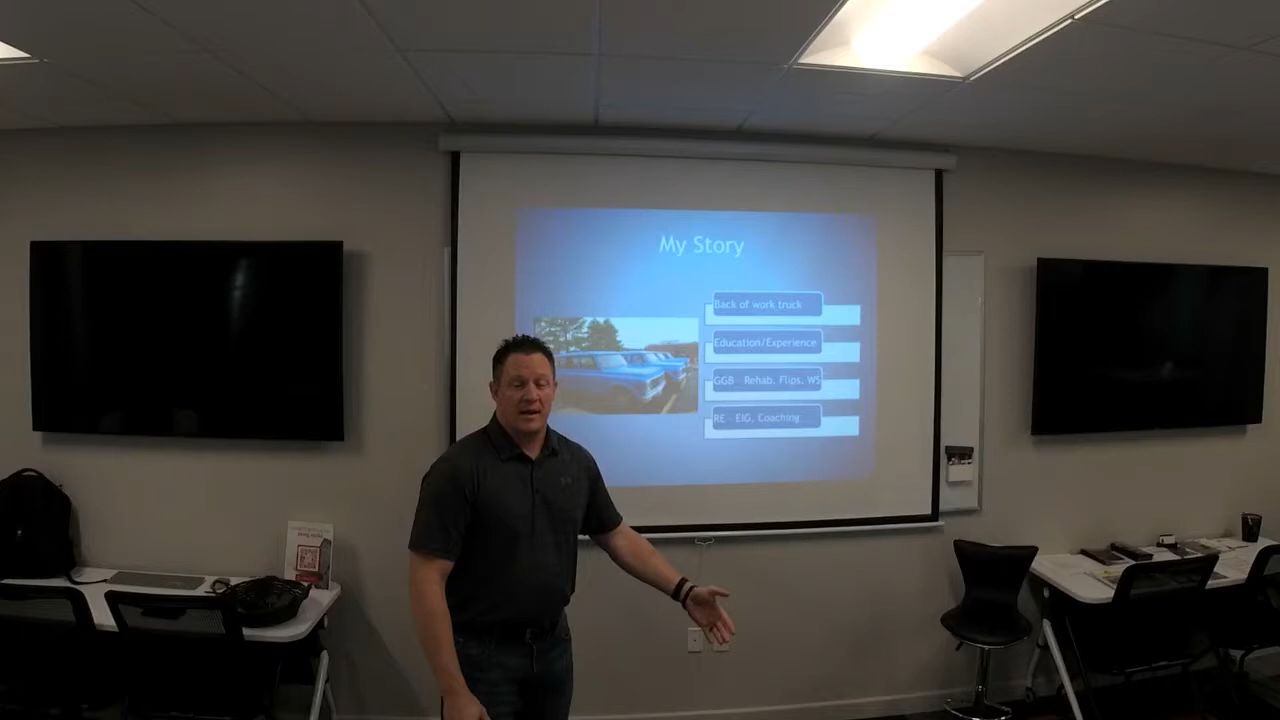 My Story
Back of work truck
Education/Experience
GGB - Rehab, Flips, WS
RE - EIG, Coaching